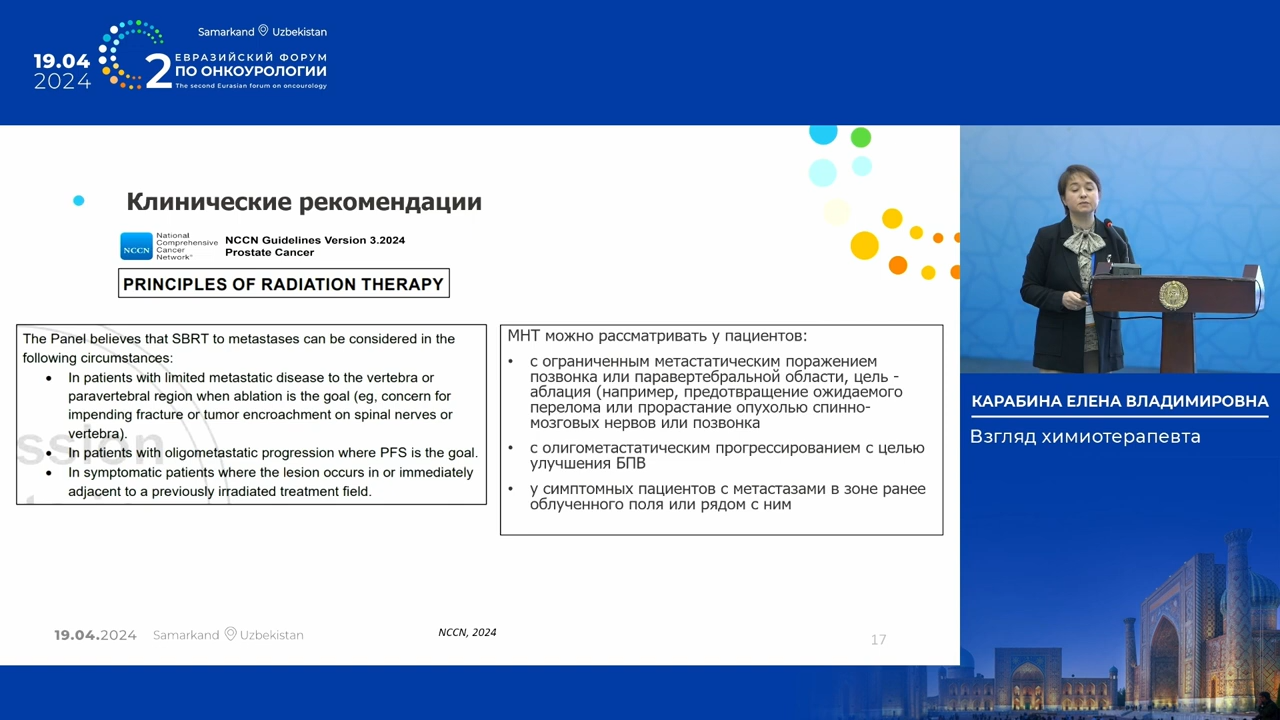 Samarkand Uzbekistan
19.04
2024
2
ЕВРАЗИЙСКИЙ ФОРУМ
ПО ОНКОУРОЛОГИИ
The second Eurasian forum on oncourology
Клинические рекомендации
NCCN
National
Comprehensive
Cancer
Network®
NCCN Guidelines Version 3.2024
Prostate Cancer
PRINCIPLES OF RADIATION THERAPY
The Panel believes that SBRT to metastases can be considered in the
following circumstances:
• In patients with limited metastatic disease to the vertebra or
paravertebral region when ablation is the goal (eg, concern for
impending fracture or tumor encroachment on spinal nerves or
vertebra).
• In patients with oligometastatic progression where PFS is the goal.
• In symptomatic patients where the lesion occurs in or immediately
adjacent to a previously irradiated treatment field.
МНТ можно рассматривать у пациентов:
• с ограниченным метастатическим поражением
позвонка или паравертебральной области, цель -
аблация (например, предотвращение ожидаемого
перелома или прорастание опухолью спинно-
мозговых нервов или позвонка
• с олигометастатическим прогрессированием с целью
улучшения БПВ
• у симптомных пациентов с метастазами в зоне ранее
облученного поля или рядом с ним
19.04.2024 Samarkand Uzbekistan
NCCN, 2024
17
КАРАБИНА ЕЛЕНА ВЛАДИМИРОВНА
Взгляд химиотерапевта